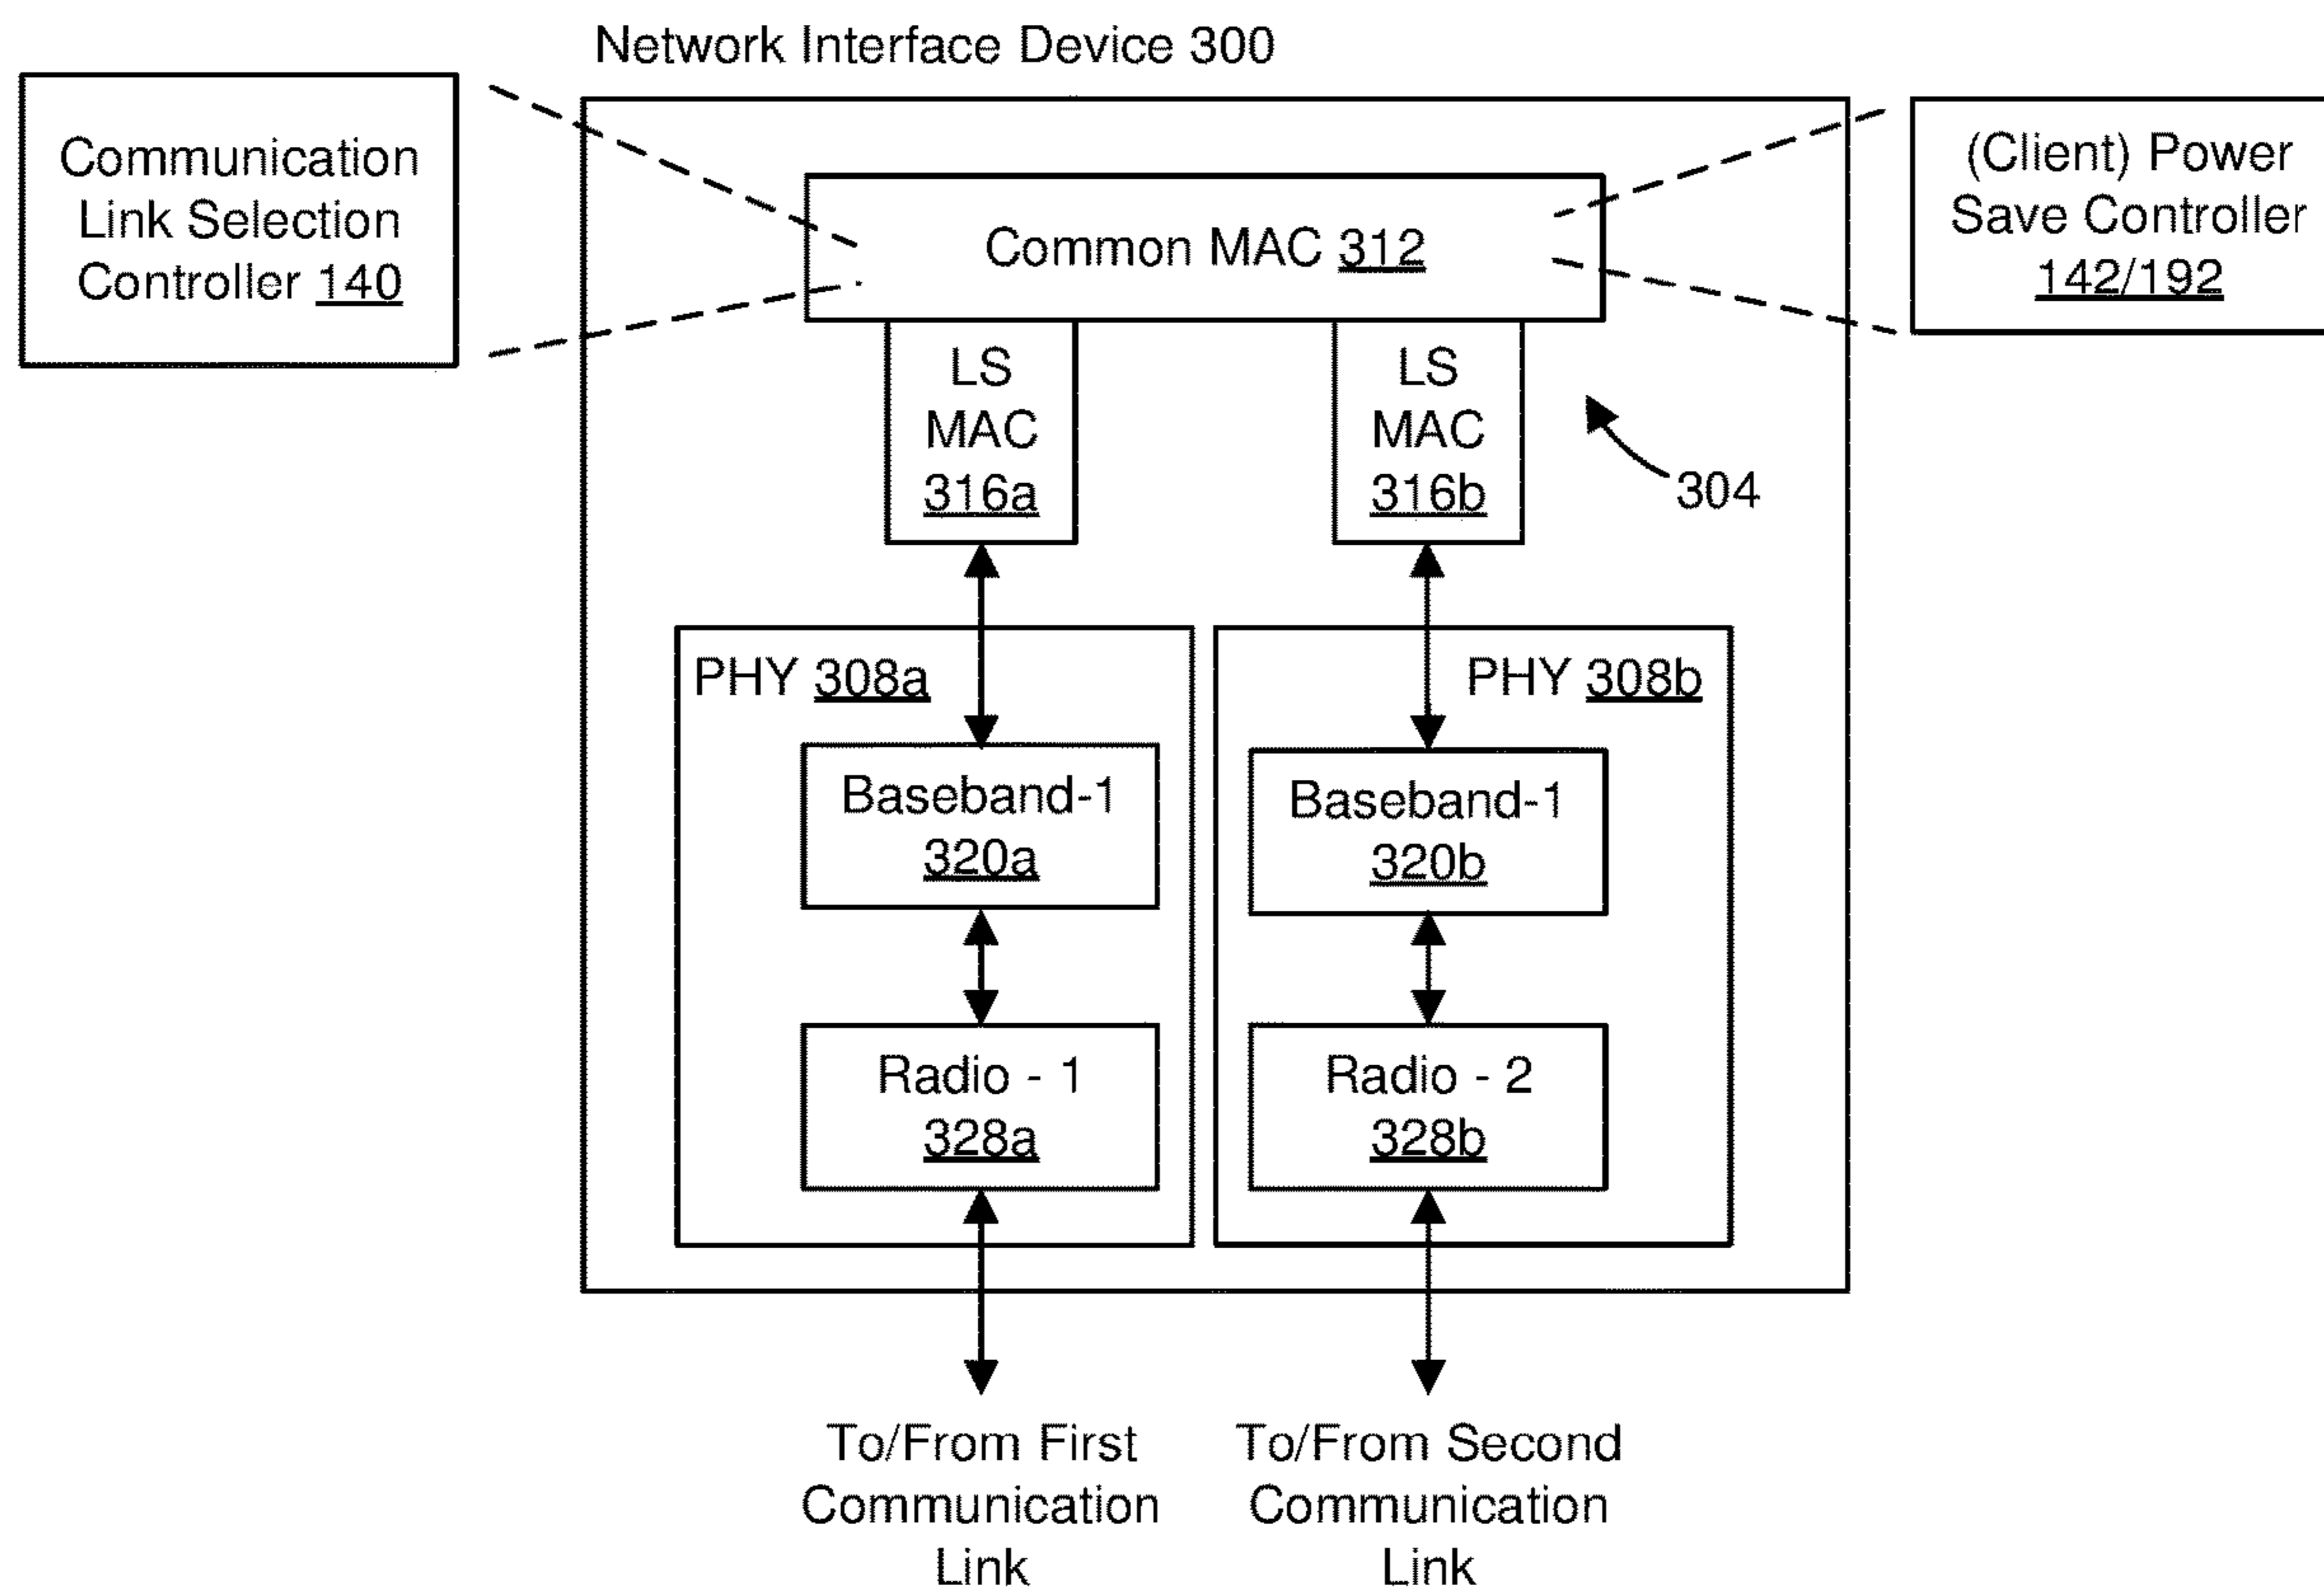 Network Interface Device 300
Communication
Link Selection
Controller 140
(Client) Power
Save Controller
142/192
Common MAC 312
LS
MAC
316a
LS
MAC
316b
304
PHY 308a
PHY 308b
Baseband-1
320a
Baseband-1
320b
Radio - 1
328a
Radio - 2
328b
To/From First
Communication
Link
To/From Second
Communication
Link